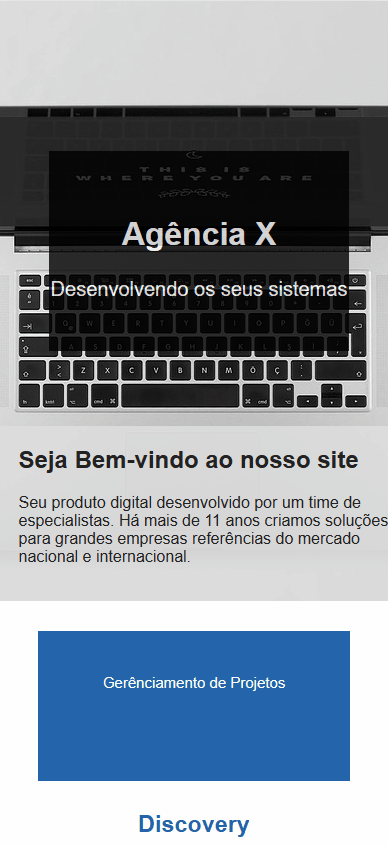 THIS IS
WHERE YOU ARE
Agência X
Desenvolvendo os seus sistemas
Seja Bem-vindo ao nosso site
Seu produto digital desenvolvido por um time de
especialistas. Há mais de 11 anos criamos soluções
para grandes empresas referências do mercado
nacional e internacional.
Gerênciamento de Projetos
Discovery